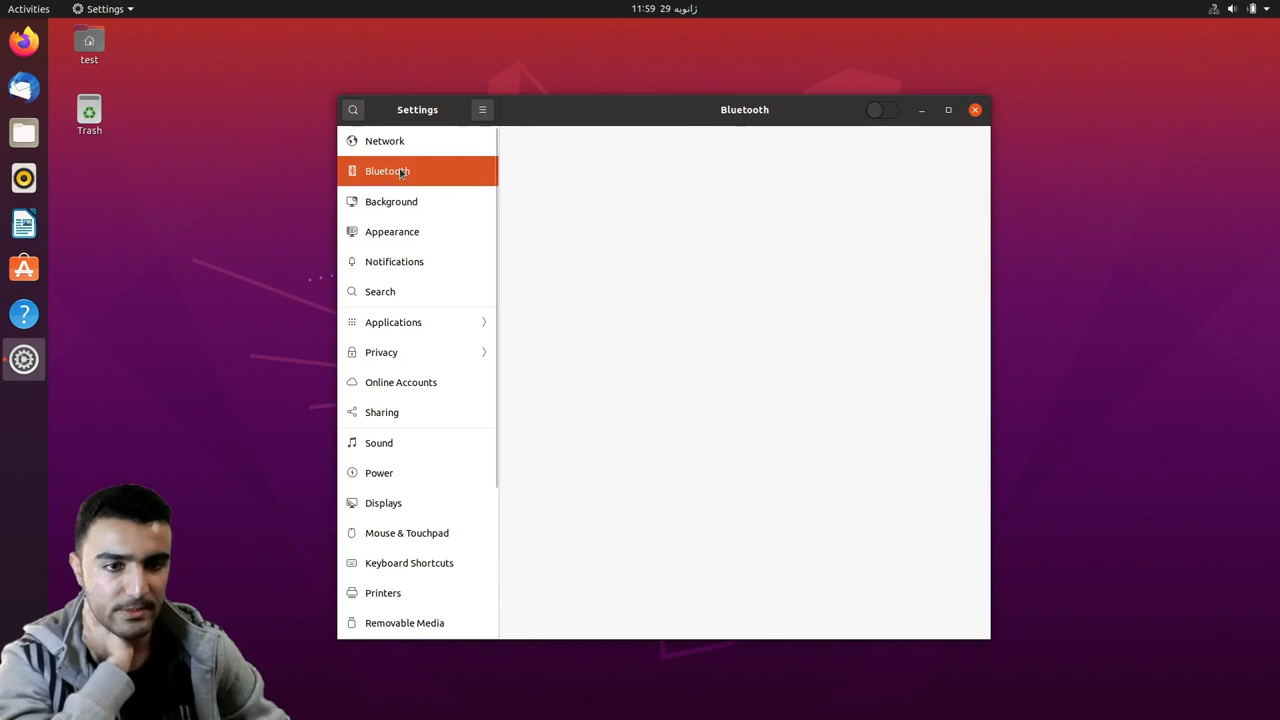 Activities
Settings
11:59 29 ژانویه
test
Trash
Settings
Bluetooth
Network
Bluetooth
Background
Appearance
Notifications
Search
Applications
Privacy
Online Accounts
Sharing
Sound
Power
Displays
Mouse & Touchpad
Keyboard Shortcuts
Printers
Removable Media